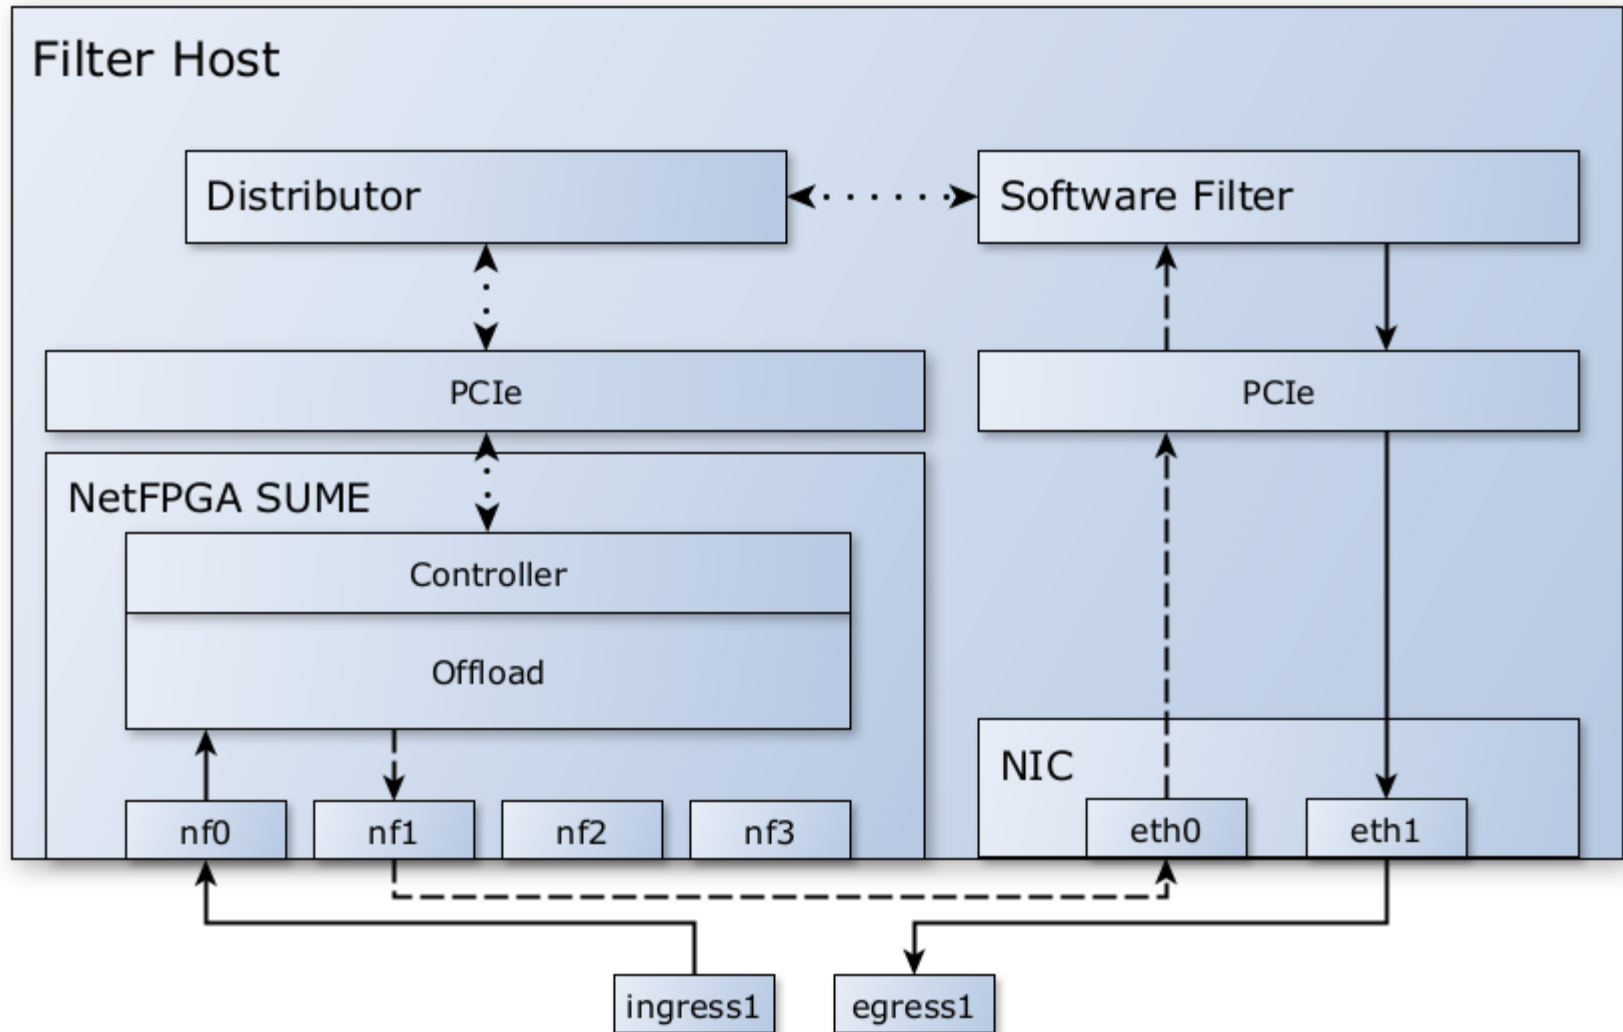 Filter Host
Distributor
Software Filter
PCIe
PCIe
NetFPGA SUME
Controller
Offload
NIC
nf0
nf1
nf2
nf3
eth0
eth1
ingress1
egress1